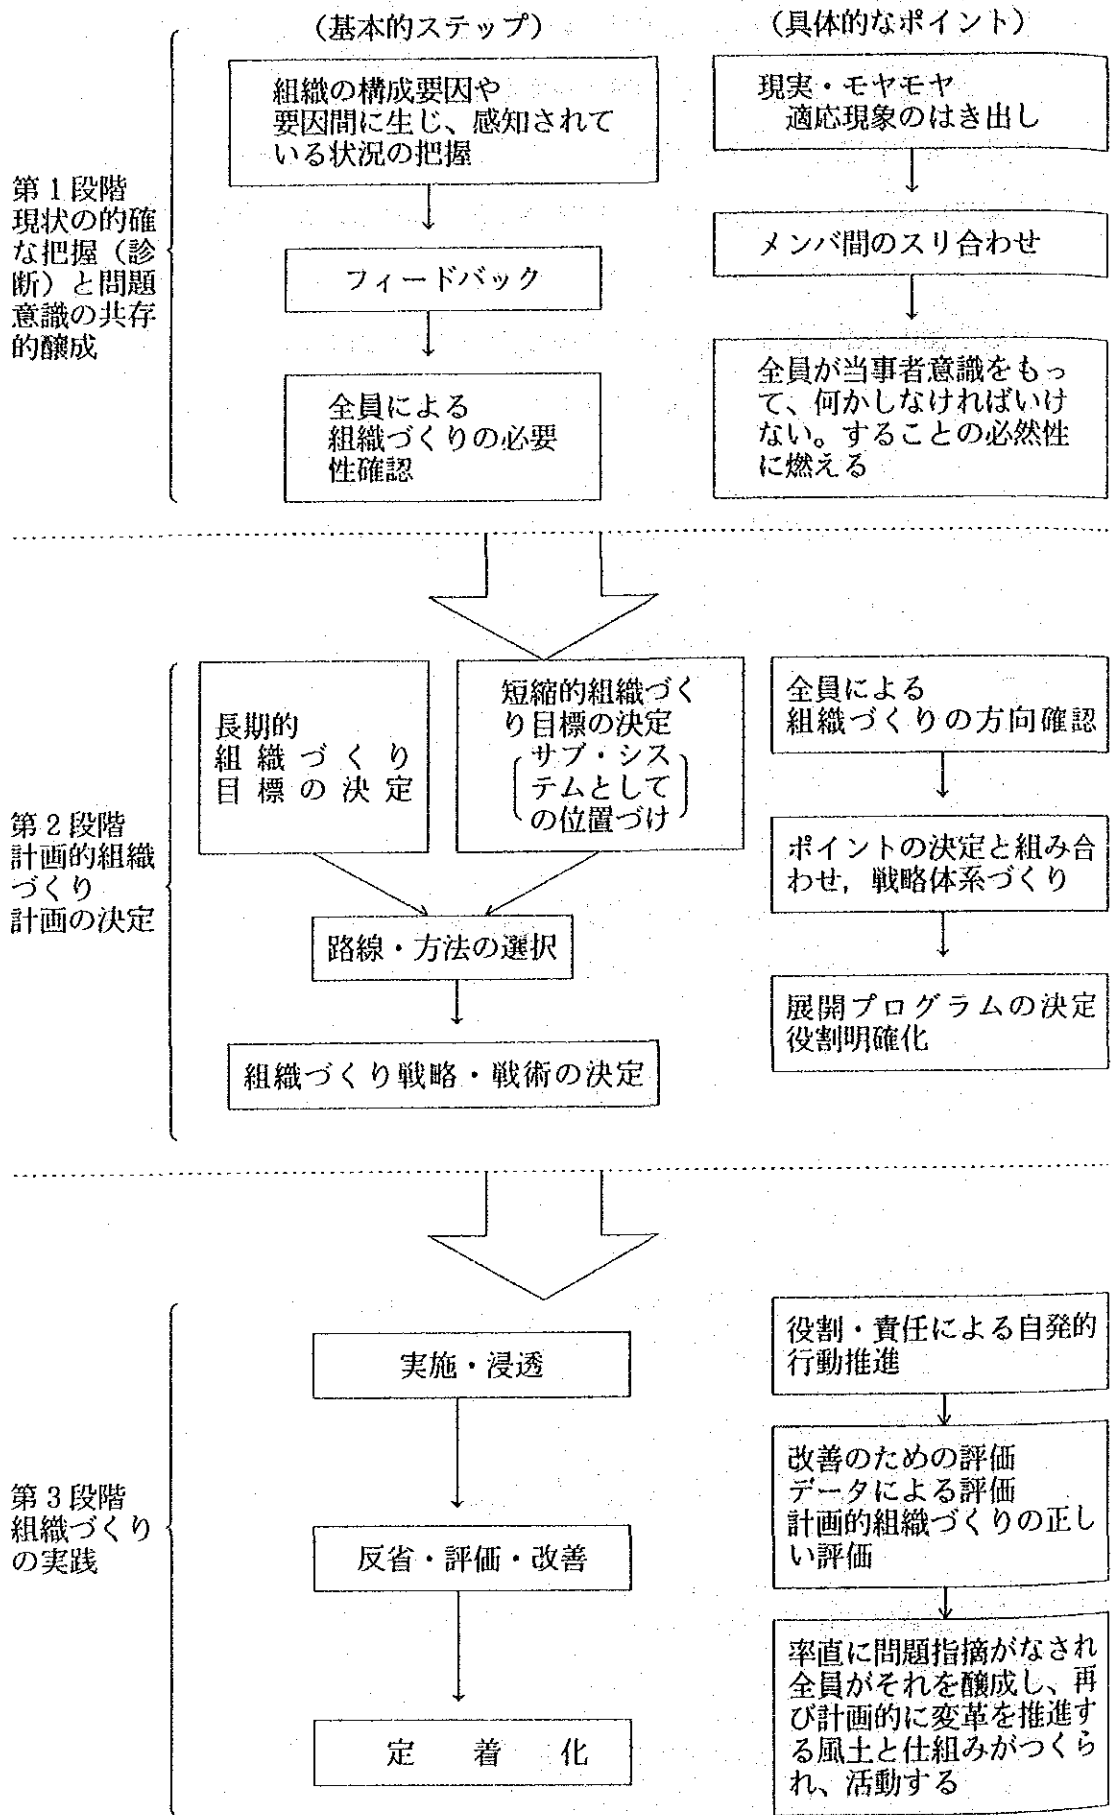 (基本的ステップ)
(具体的なポイント)
第1段階
現状の的確
な把握(診
断)と問題
意識の共存
的醸成
組織の構成要因や
要因間に生じ、感知されて
いる状況の把握
フィードバック
全員による
組織づくりの必要
性確認
現実・モヤモヤ
適応現象のはき出し
メンバ間のスリ合わせ
全員が当事者意識をもっ
て、何かしなければいけ
ない。することの必然性
に燃える
第2段階
計画的組織
づくり
計画の決定
長期的
組織づくり
目標の決定
短縮的組織づく
り目標の決定
サブ・シス
テムとして
の位置づけ
路線・方法の選択
組織づくり戦略・戦術の決定
全員による
組織づくりの方向確認
ポイントの決定と組み合
わせ,戦略体系づくり
展開プログラムの決定
役割明確化
第3段階
組織づくり
の実践
実施・浸透
反省・評価・改善
定着化
役割・責任による自発的
行動推進
改善のための評価
データによる評価
計画的組織づくりの正し
い評価
率直に問題指摘がなされ
全員がそれを醸成し、再
び計画的に変革を推進す
る風土と仕組みがつくら
れ、活動する